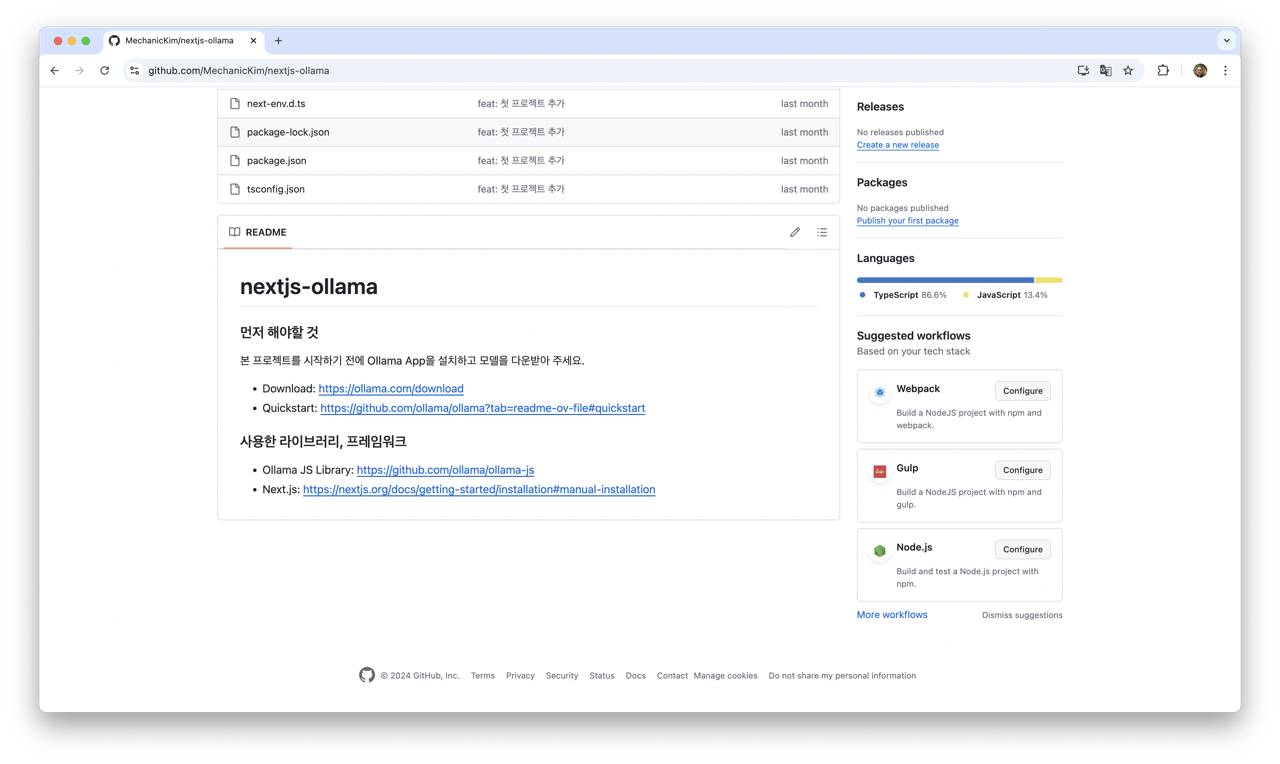 MechanicKim/nextjs-ollama
github.com/MechanicKim/nextjs-ollama
next-env.d.ts feat: 첫 프로젝트 추가 last month
package-lock.json feat: 첫 프로젝트 추가 last month
package.json feat: 첫 프로젝트 추가 last month
tsconfig.json feat: 첫 프로젝트 추가 last month
README
nextjs-ollama
먼저 해야할 것
본 프로젝트를 시작하기 전에 Ollama App을 설치하고 모델을 다운받아 주세요.
Download: https://ollama.com/download
Quickstart: https://github.com/ollama/ollama?tab=readme-ov-file#quickstart
사용한 라이브러리, 프레임워크
Ollama JS Library: https://github.com/ollama/ollama-js
Next.js: https://nextjs.org/docs/getting-started/installation#manual-installation
Releases
No releases published
Create a new release
Packages
No packages published
Publish your first package
Languages
TypeScript 86.6% JavaScript 13.4%
Suggested workflows
Based on your tech stack
Webpack Configure
Build a NodeJS project with npm and
webpack.
Gulp Configure
Build a NodeJS project with npm and
gulp.
Node.js Configure
Build and test a Node.js project with
npm.
More workflows Dismiss suggestions
© 2024 GitHub, Inc. Terms Privacy Security Status Docs Contact Manage cookies Do not share my personal information